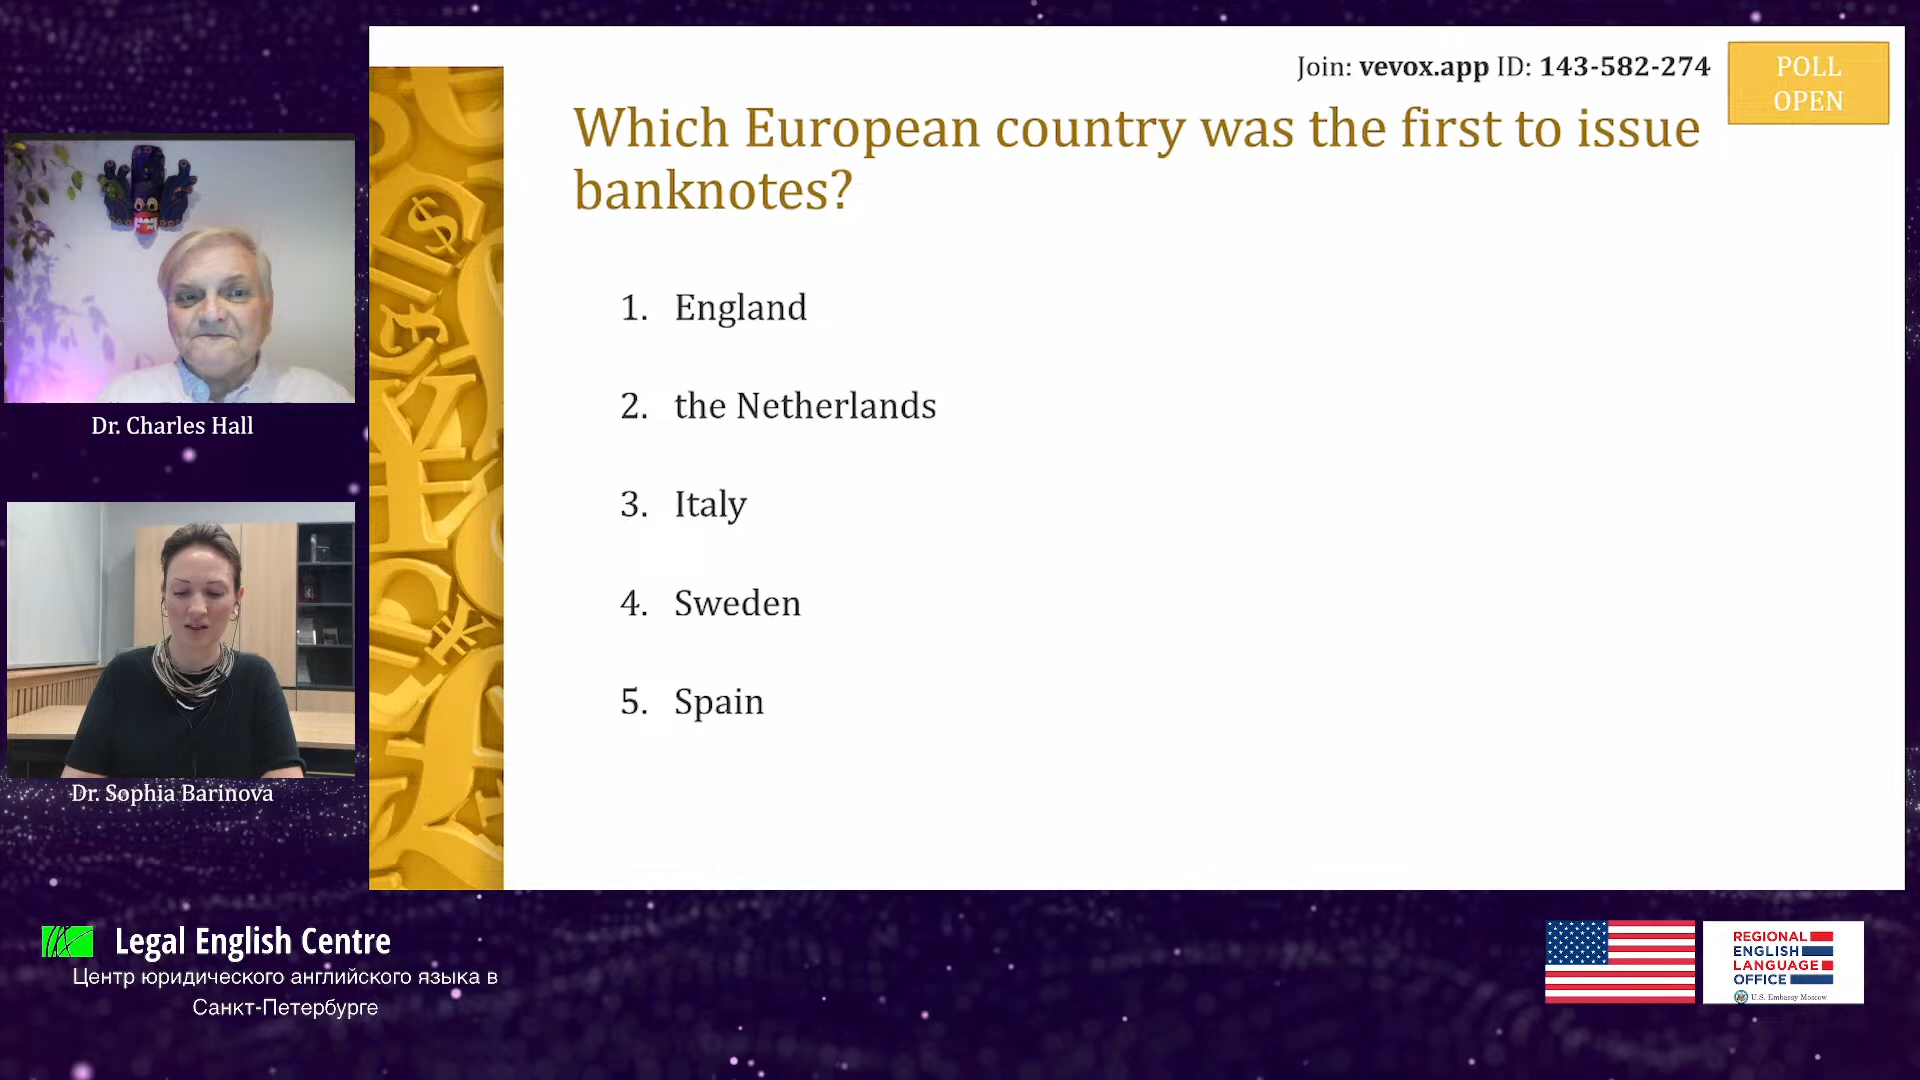 Join: vevox.app ID: 143-582-274
POLL
OPEN
Which European country was the first to issue
banknotes?
1. England
2. the Netherlands
3. Italy
4. Sweden
5. Spain
Dr. Charles Hall
Dr. Sophia Barinova
Legal English Centre
Центр юридического английского языка в
Санкт-Петербурге
REGIONAL
ENGLISH
LANGUAGE
OFFICE
U.S. Embassy Moscow